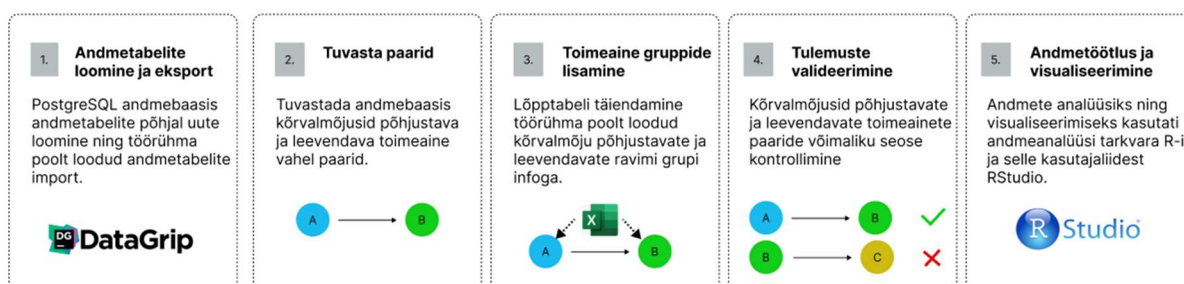 1.
Andmetabelite
loomine ja eksport
PostgreSQL andmebaasis
andmetabelite põhjal uute
loomine ning töörühma
poolt loodud andmetabelite
import.
DG
DataGrip
2.
Tuvasta paarid
Tuvastada andmebaasis
kõrvalmõjusid põhjustava
ja leevendava toimeaine
vahel paarid.
A
B
3.
Toimeaine gruppide
lisamine
Lõpptabeli täiendamine
töörühma poolt loodud
kõrvalmõju põhjustavate ja
leevendavate ravimi grupi
infoga.
X
A
B
4.
Tulemuste
valideerimine
Kõrvalmõjusid põhjustavate
ja leevendavate toimeainete
paaride võimaliku seose
kontrollimine
A
B
B
C
5.
Andmetöötlus ja
visualiseerimine
Andmete analüüsiks ning
visualiseerimiseks kasutati
andmeanalüüsi tarkvara R-i
ja selle kasutajaliidest
RStudio.
R Studio